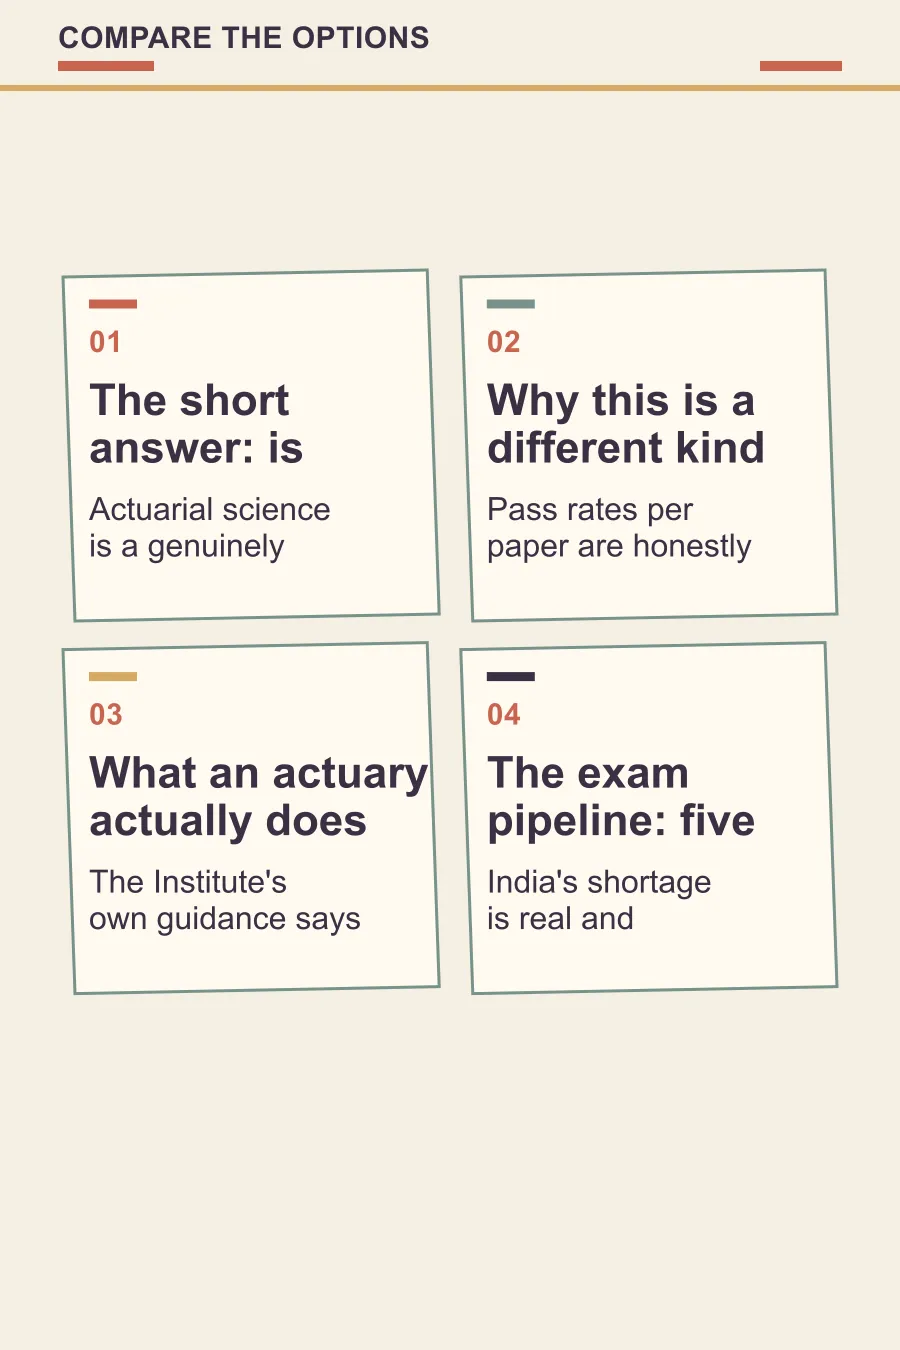 COMPARE THE OPTIONS
01
The short
answer: is
Actuarial science
is a genuinely
02
Why this is a
different kind
Pass rates per
paper are honestly
03
What an actuary
actually does
The Institute's
own guidance says
04
The exam
pipeline: five
India's shortage
is real and